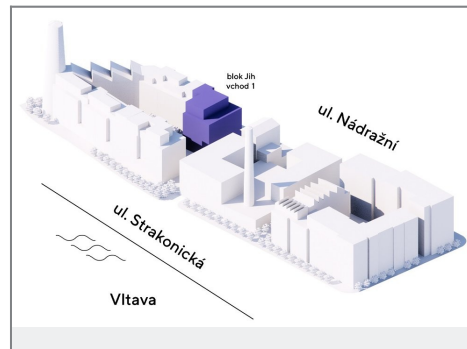 blok Jih
vchod 1
ul. Nádražní
ul. Strakonická
Vltava